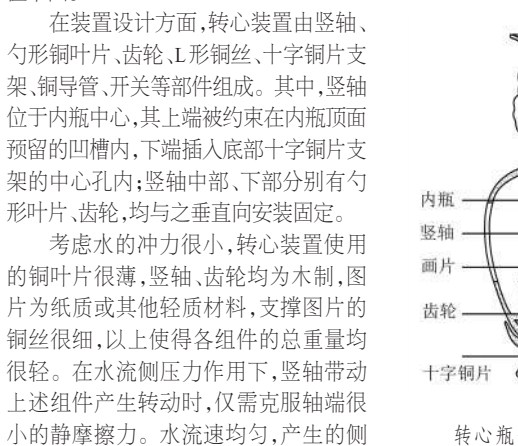 在装置设计方面,转心装置由竖轴、
勺形铜叶片、齿轮、L形铜丝、十字铜片支
架、铜导管、开关等部件组成。其中,竖轴
位于内瓶中心,其上端被约束在内瓶顶面
预留的凹槽内,下端插入底部十字铜片支
架的中心孔内;竖轴中部、下部分别有勺
形叶片、齿轮,均与之垂直向安装固定。
考虑水的冲力很小,转心装置使用
的铜叶片很薄,竖轴、齿轮均为木制,图
片为纸质或其他轻质材料,支撑图片的
铜丝很细,以上使得各组件的总重量均
很轻。在水流侧压力作用下,竖轴带动
上述组件产生转动时,仅需克服轴端很
小的静摩擦力。水流速均匀,产生的侧
内瓶
竖轴
画片
齿轮
十字铜片
转心瓶